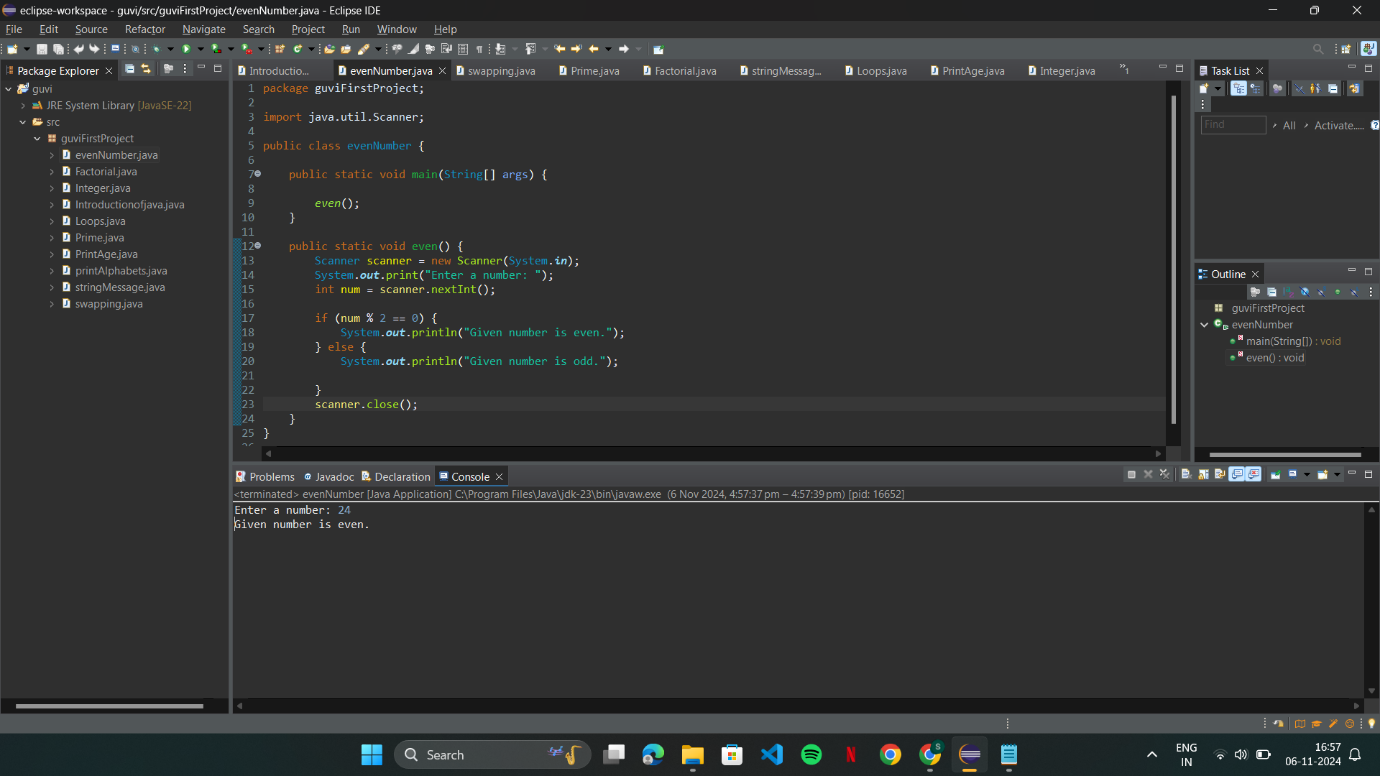 eclipse-workspace - guvi/src/guviFirstProject/evenNumber.java - Eclipse IDE
File Edit Source Refactor Navigate Search Project Run Window Help
Package Explorer
guvi
JRE System Library [JavaSE-22]
src
guviFirstProject
evenNumber.java
Factorial.java
Integer.java
Introductionofjava.java
Loops.java
Prime.java
PrintAge.java
printAlphabets.java
stringMessage.java
swapping.java
Introductio... evenNumber.java swapping.java Prime.java Factorial.java stringMessag... Loops.java PrintAge.java Integer.java »1
1 package guviFirstProject;
2
3 import java.util.Scanner;
4
5 public class evenNumber {
6
7 public static void main(String[] args) {
8
9 even();
10 }
11
12 public static void even() {
13 Scanner scanner = new Scanner(System.in);
14 System.out.print("Enter a number: ");
15 int num = scanner.nextInt();
16
17 if (num % 2 == 0) {
18 System.out.println("Given number is even.");
19 } else {
20 System.out.println("Given number is odd.");
21
22 }
23 scanner.close();
24 }
25 }
Task List
Find All Activate.....
Outline
guviFirstProject
evenNumber
main(String[]) : void
even() : void
Problems Javadoc Declaration Console
<terminated> evenNumber [Java Application] C:\Program Files\Java\jdk-23\bin\javaw.exe (6 Nov 2024, 4:57:37 pm – 4:57:39 pm) [pid: 16652]
Enter a number: 24
Given number is even.
Search
ENG
IN
16:57
06-11-2024